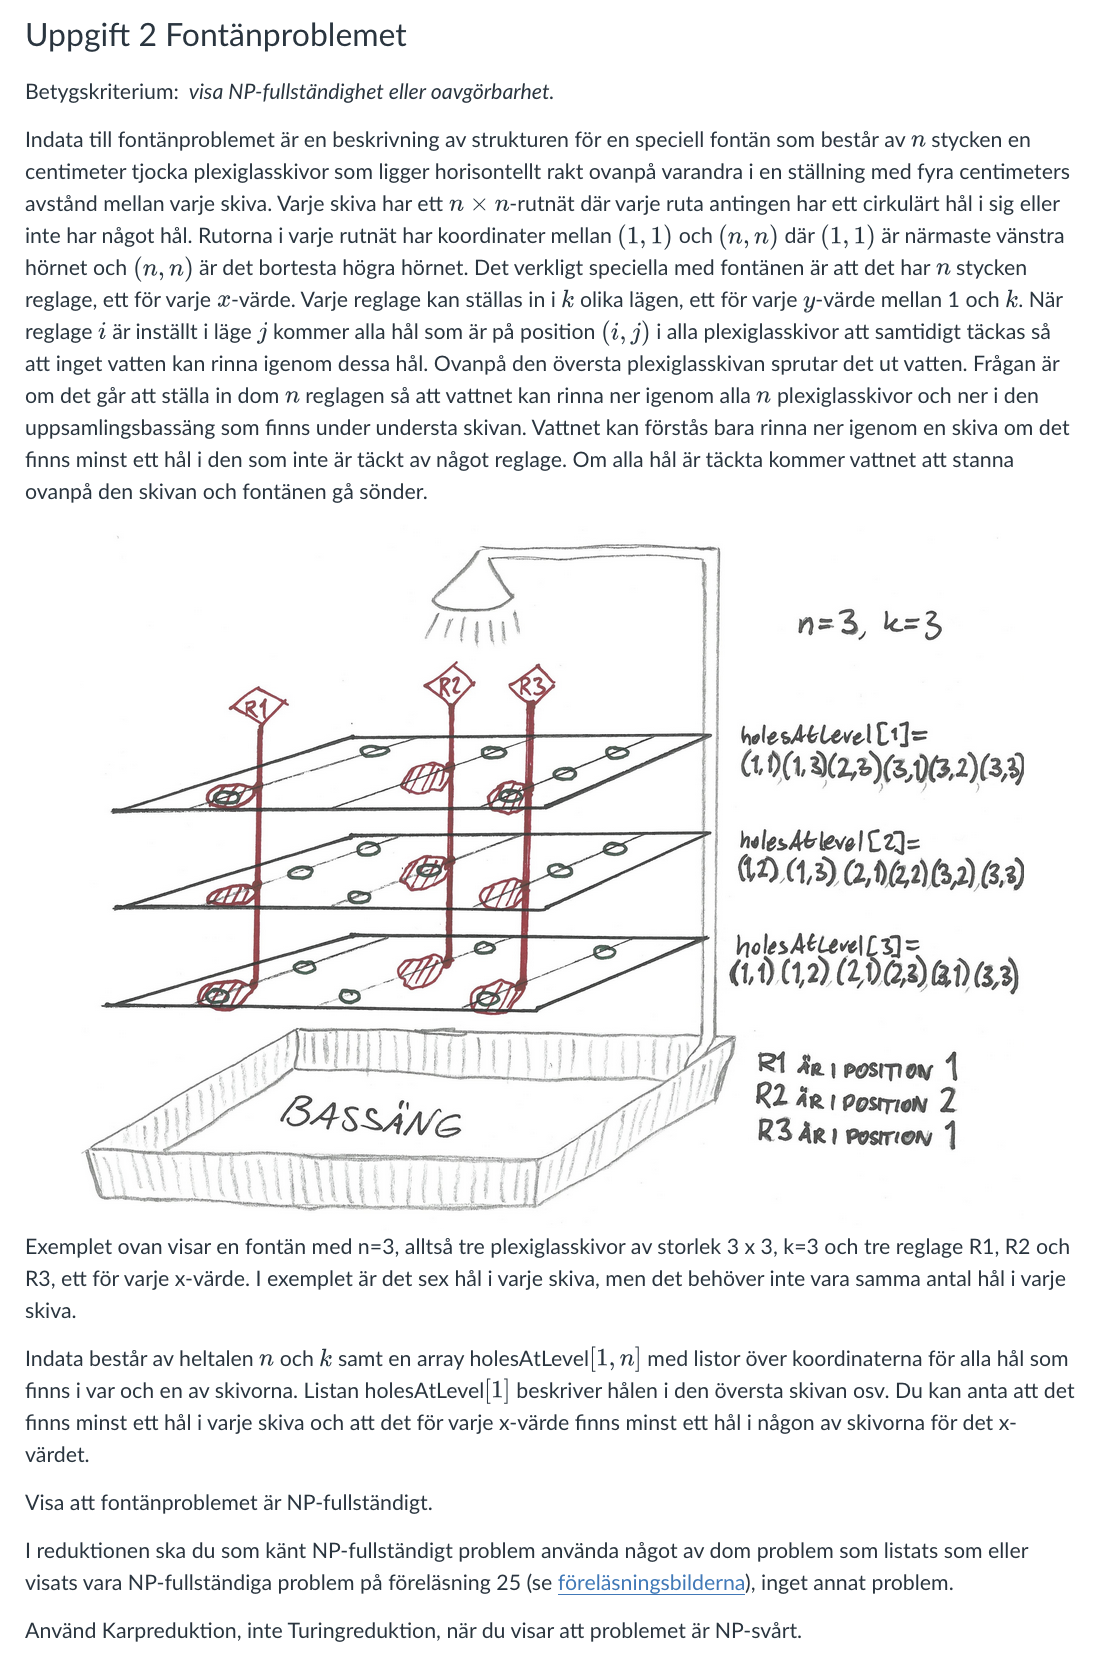 Uppgift 2 Fontänproblemet
Betygskriterium: visa NP-fullständighet eller oavgörbarhet.
Indata till fontänproblemet är en beskrivning av strukturen för en speciell fontän som består av n stycken en
centimeter tjocka plexiglasskivor som ligger horisontellt rakt ovanpå varandra i en ställning med fyra centimeters
avstånd mellan varje skiva. Varje skiva har ett n × n-rutnät där varje ruta antingen har ett cirkulärt hål i sig eller
inte har något hål. Rutorna i varje rutnät har koordinater mellan (1, 1) och (n, n) där (1, 1) är närmaste vänstra
hörnet och (n, n) är det bortesta högra hörnet. Det verkligt speciella med fontänen är att det har n stycken
reglage, ett för varje x-värde. Varje reglage kan ställas in i k olika lägen, ett för varje y-värde mellan 1 och k. När
reglage i är inställt i läge j kommer alla hål som är på position (i, j) i alla plexiglasskivor att samtidigt täckas så
att inget vatten kan rinna igenom dessa hål. Ovanpå den översta plexiglasskivan sprutar det ut vatten. Frågan är
om det går att ställa in dom n reglagen så att vattnet kan rinna ner igenom alla n plexiglasskivor och ner i den
uppsamlingsbassäng som finns under understa skivan. Vattnet kan förstås bara rinna ner igenom en skiva om det
finns minst ett hål i den som inte är täckt av något reglage. Om alla hål är täckta kommer vattnet att stanna
ovanpå den skivan och fontänen gå sönder.
n=3, k=3
R1 R2 R3
holesAtLevel[1]=
(1,1)(1,3)(2,3)(3,1)(3,2)(3,3)
holesAtlevel[2]=
(1,2),(1,3) (2,1)(2,2)(3,2),(3,3)
holesAtLevel[3]=
(1,1) (1,2) (2,1)(2,3)(3,1)(3,3)
R1 ÄR I POSITION 1
R2 ÄR I POSITION 2
R3 ÄR I POSITION 1
BASSÄNG
Exemplet ovan visar en fontän med n=3, alltså tre plexiglasskivor av storlek 3 x 3, k=3 och tre reglage R1, R2 och
R3, ett för varje x-värde. I exemplet är det sex hål i varje skiva, men det behöver inte vara samma antal hål i varje
skiva.
Indata består av heltalen n och k samt en array holesAtLevel[1, n] med listor över koordinaterna för alla hål som
finns i var och en av skivorna. Listan holesAtLevel[1] beskriver hålen i den översta skivan osv. Du kan anta att det
finns minst ett hål i varje skiva och att det för varje x-värde finns minst ett hål i någon av skivorna för det x-
värdet.
Visa att fontänproblemet är NP-fullständigt.
I reduktionen ska du som känt NP-fullständigt problem använda något av dom problem som listats som eller
visats vara NP-fullständiga problem på föreläsning 25 (se föreläsningsbilderna), inget annat problem.
Använd Karpreduktion, inte Turingreduktion, när du visar att problemet är NP-svårt.